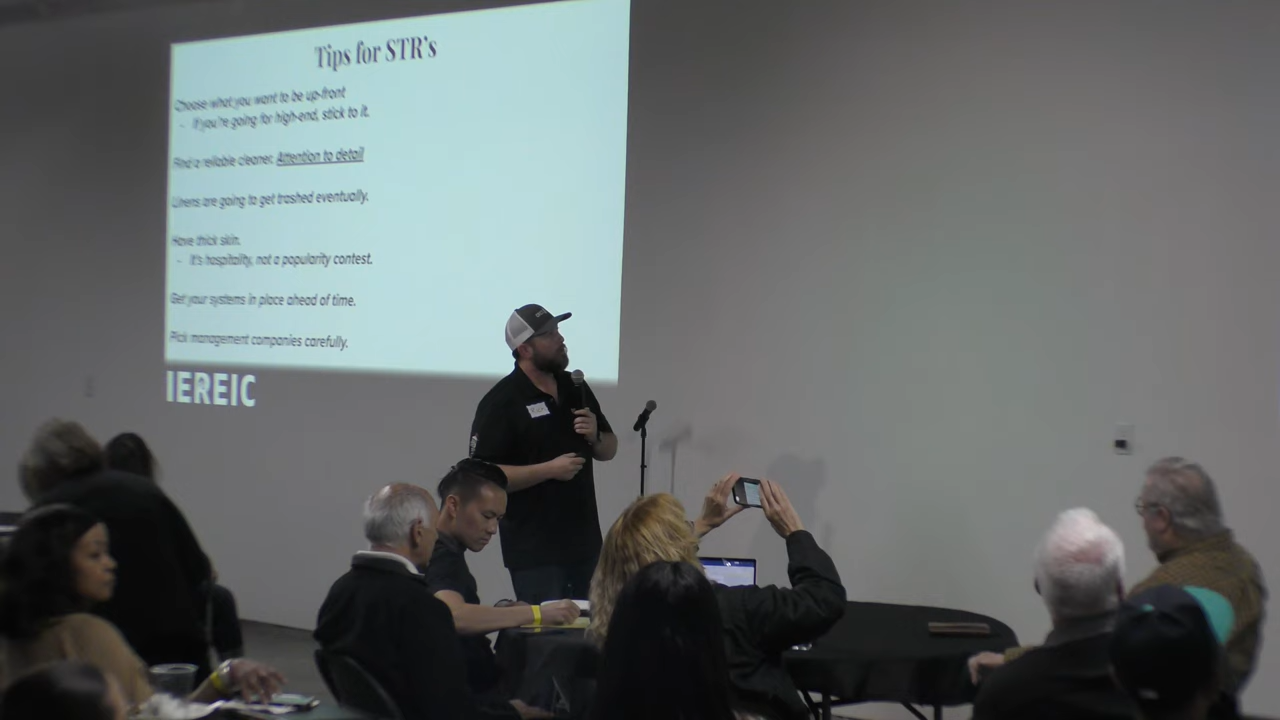 Tips for STR's
Choose what you want to be up-front
- If you're going for high-end, stick to it.
Find a reliable cleaner. Attention to detail
Linens are going to get trashed eventually.
Have thick skin.
- It's hospitality, not a popularity contest.
Get your systems in place ahead of time.
Pick management companies carefully.
IEREIC